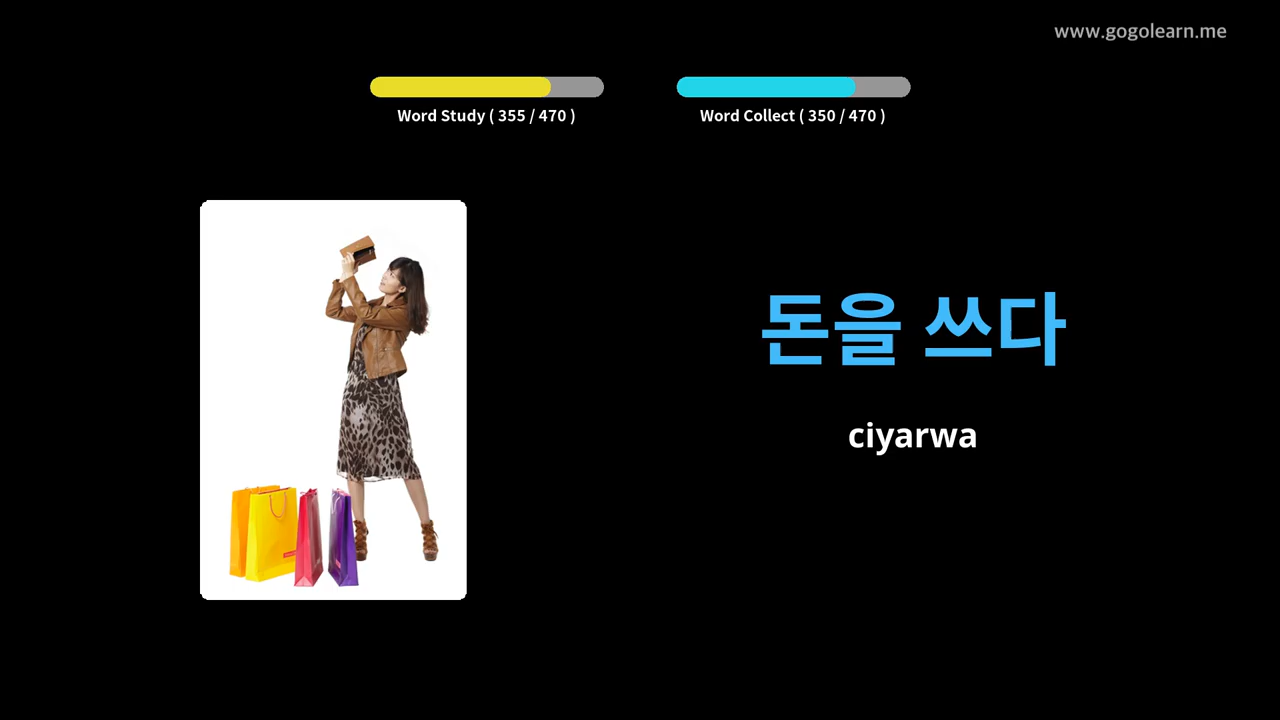 www.gogolearn.me
Word Study ( 355 / 470 )
Word Collect ( 350 / 470 )
돈을 쓰다
ciyarwa